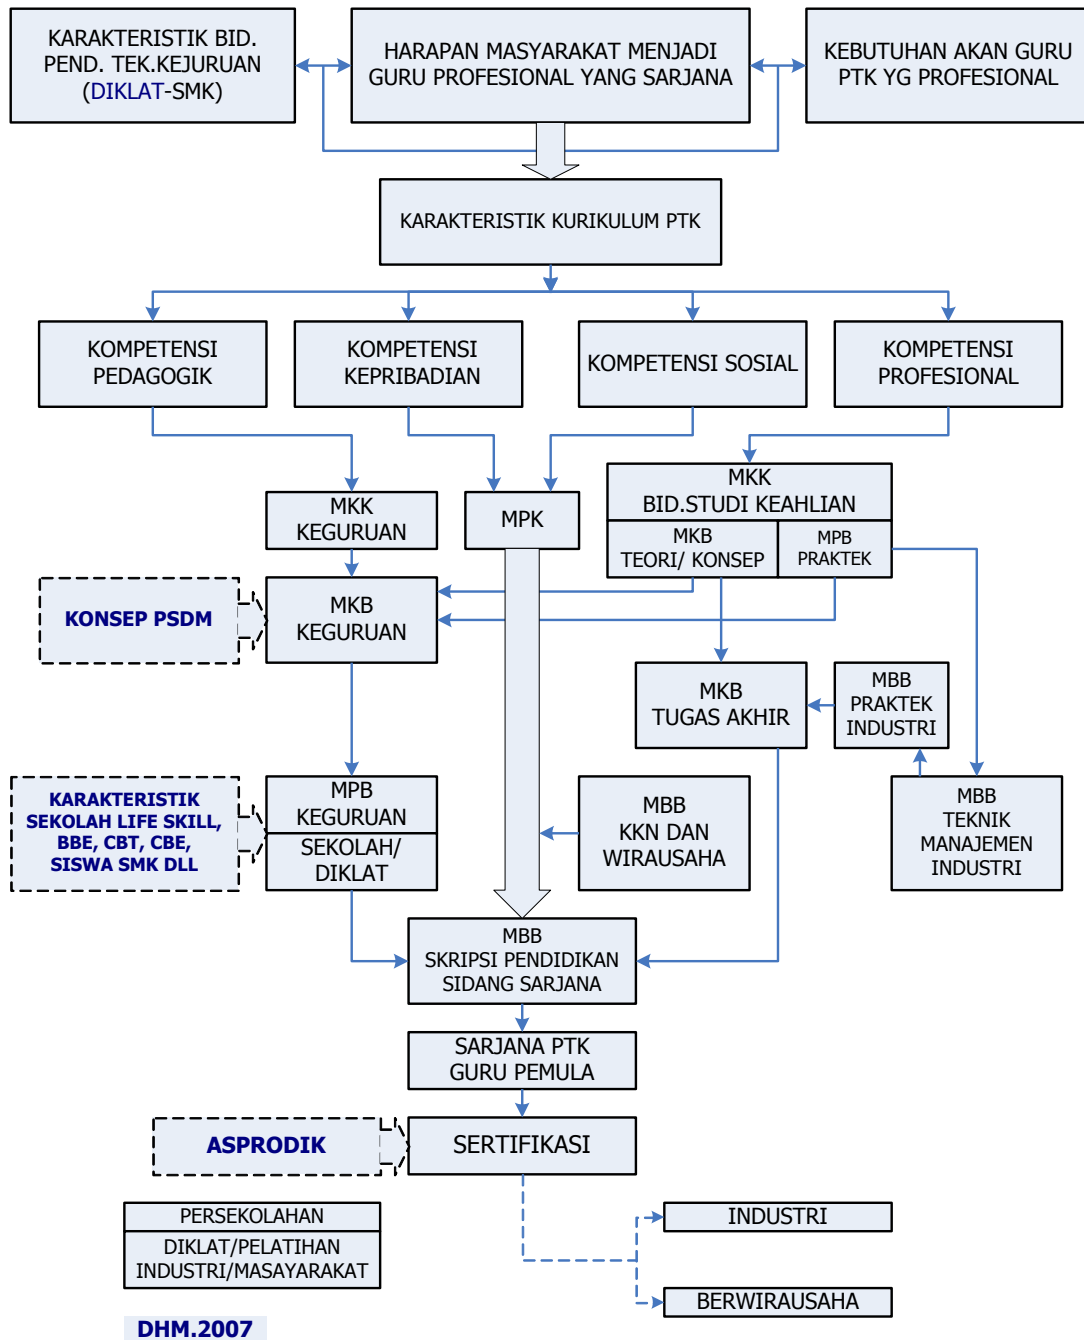 KARAKTERISTIK BID.
PEND. TEK.KEJURUAN
(DIKLAT-SMK)
HARAPAN MASYARAKAT MENJADI
GURU PROFESIONAL YANG SARJANA
KEBUTUHAN AKAN GURU
PTK YG PROFESIONAL
KARAKTERISTIK KURIKULUM PTK
KOMPETENSI
PEDAGOGIK
KOMPETENSI
KEPRIBADIAN
KOMPETENSI SOSIAL
KOMPETENSI
PROFESIONAL
MKK
KEGURUAN
MPK
MKK
BID.STUDI KEAHLIAN
MKB
TEORI/ KONSEP
MPB
PRAKTEK
KONSEP PSDM
MKB
KEGURUAN
MKB
TUGAS AKHIR
MBB
PRAKTEK
INDUSTRI
KARAKTERISTIK
SEKOLAH LIFE SKILL,
BBE, CBT, CBE,
SISWA SMK DLL
MPB
KEGURUAN
SEKOLAH/
DIKLAT
MBB
KKN DAN
WIRAUSAHA
MBB
TEKNIK
MANAJEMEN
INDUSTRI
MBB
SKRIPSI PENDIDIKAN
SIDANG SARJANA
SARJANA PTK
GURU PEMULA
ASPRODIK
SERTIFIKASI
PERSEKOLAHAN
DIKLAT/PELATIHAN
INDUSTRI/MASAYARAKAT
INDUSTRI
BERWIRAUSAHA
DHM.2007